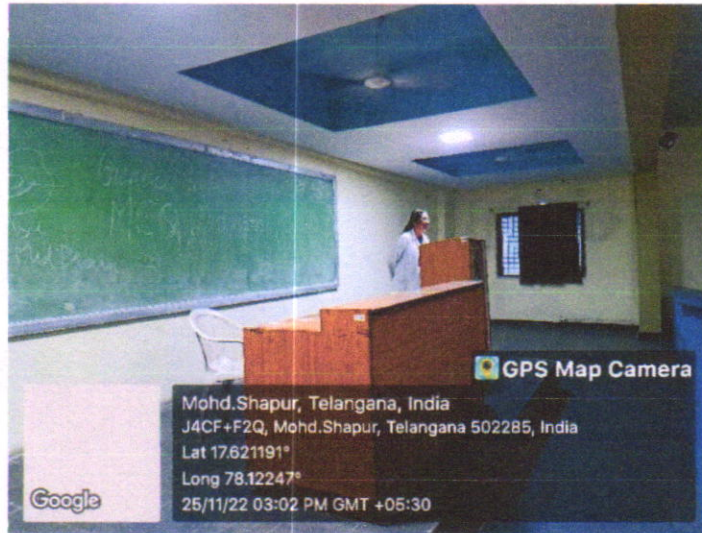 GPS Map Camera
Mohd.Shapur, Telangana, India
J4CF+F2Q, Mohd.Shapur, Telangana 502285, India
Lat 17.621191°
Long 78.12247°
25/11/22 03:02 PM GMT +05:30
Google